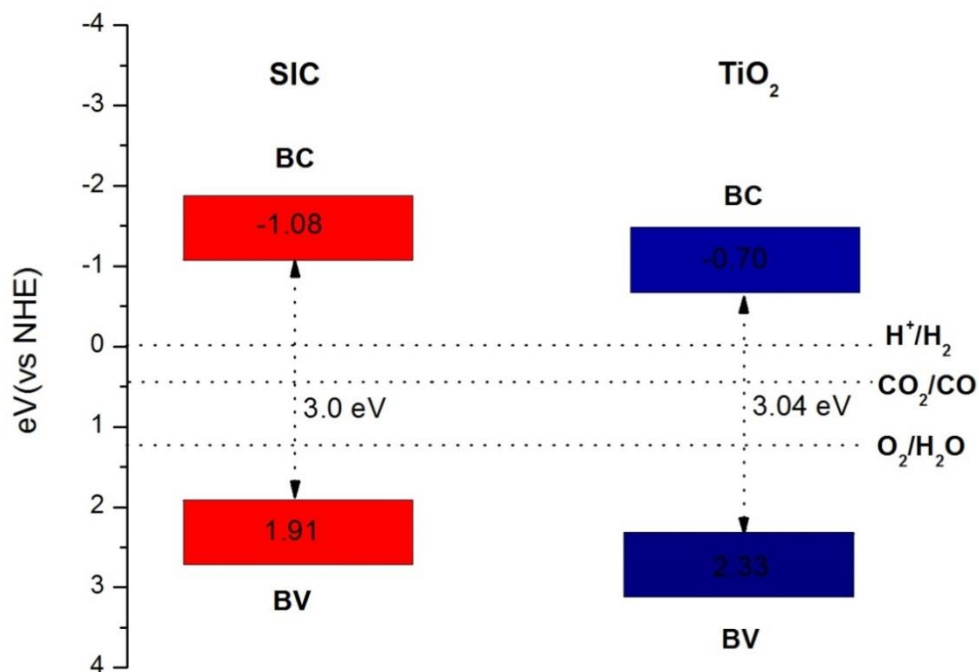 -4
-3
-2
-1
0
1
2
3
4
eV(vs NHE)
SIC
TiO₂
BC
BC
-1.08
-0.70
H⁺/H₂
CO₂/CO
3.0 eV
3.04 eV
O₂/H₂O
1.91
2.33
BV
BV